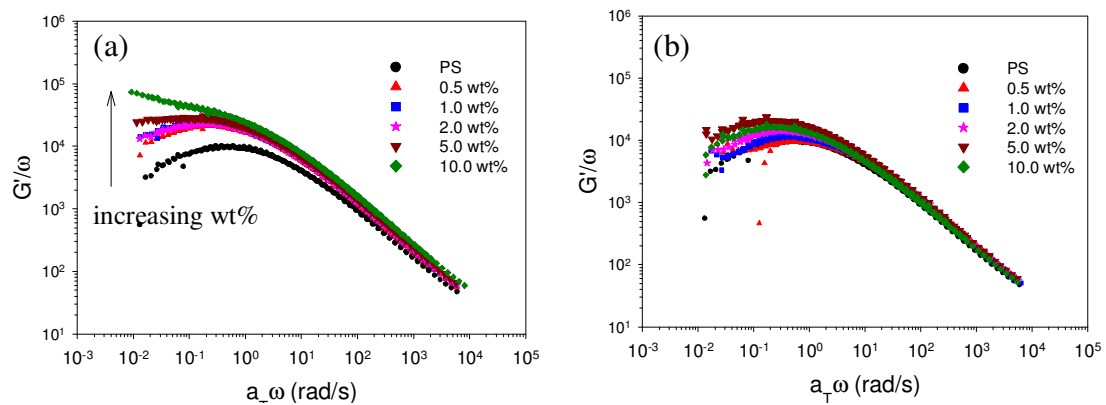 (a)
PS
0.5 wt%
1.0 wt%
2.0 wt%
5.0 wt%
10.0 wt%
increasing wt%
G'/ω
10⁶
10⁵
10⁴
10³
10²
10¹
10⁻³ 10⁻² 10⁻¹ 10⁰ 10¹ 10² 10³ 10⁴ 10⁵
a_Tω (rad/s)
(b)
PS
0.5 wt%
1.0 wt%
2.0 wt%
5.0 wt%
10.0 wt%
G'/ω
10⁶
10⁵
10⁴
10³
10²
10¹
10⁻³ 10⁻² 10⁻¹ 10⁰ 10¹ 10² 10³ 10⁴ 10⁵
a_Tω (rad/s)